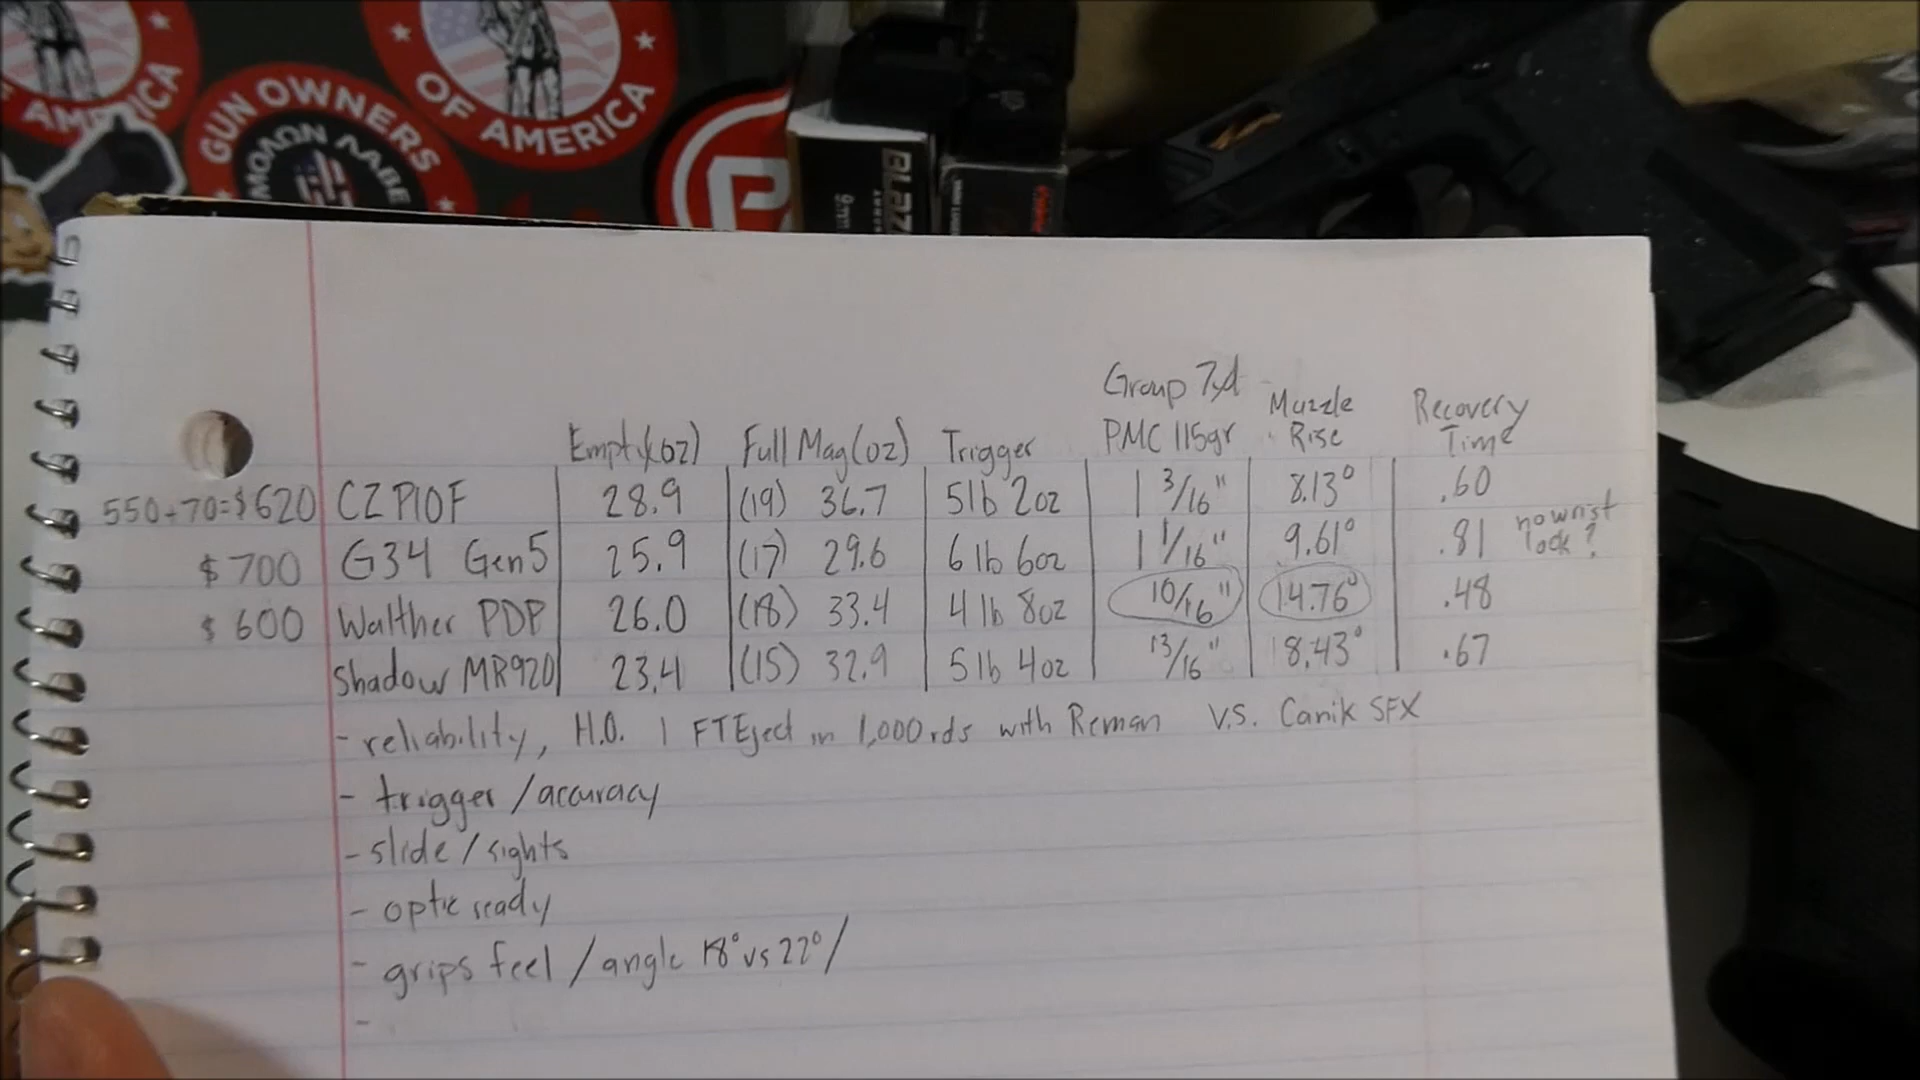 AMERICA
GUN OWNERS
ΜΟΛΩΝ ΛΑΒΕ
OF AMERICA
BLAZ
9mm
Group 7yd Muzzle Recovery
Empty(oz) Full Mag(oz) Trigger PMC 115gr Rise Time
550+70=$620 CZ P10F 28.9 (19) 36.7 5lb 2oz 1 3/16" 8.13° .60
$700 G34 Gen5 25.9 (17) 29.6 6lb 6oz 1 1/16" 9.61° .81 no wrist lock?
$600 Walther PDP 26.0 (18) 33.4 4lb 8oz 10/16" 14.76° .48
Shadow MR920 23.4 (15) 32.9 5lb 4oz 13/16" 8.43° .67
- reliability, H.O. 1 FTEject in 1,000rds with Reman V.S. Canik SFX
- trigger/accuracy
- slide/sights
- optic ready
- grips feel / angle 18° vs 22° /
-